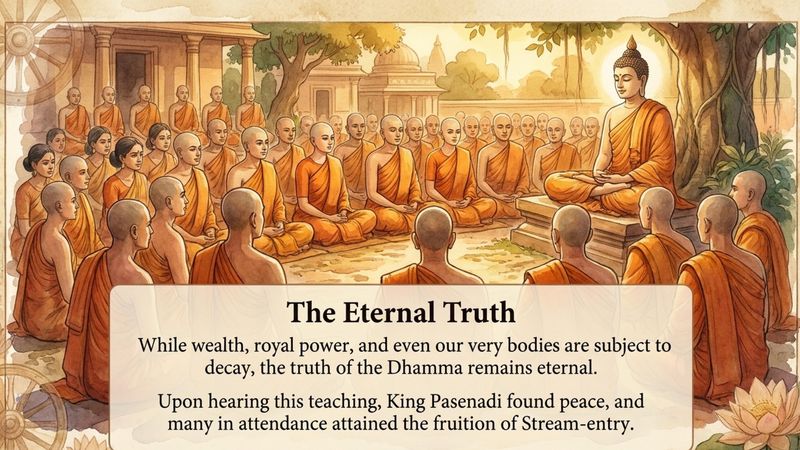 The Eternal Truth
While wealth, royal power, and even our very bodies are subject to
decay, the truth of the Dhamma remains eternal.
Upon hearing this teaching, King Pasenadi found peace, and
many in attendance attained the fruition of Stream-entry.